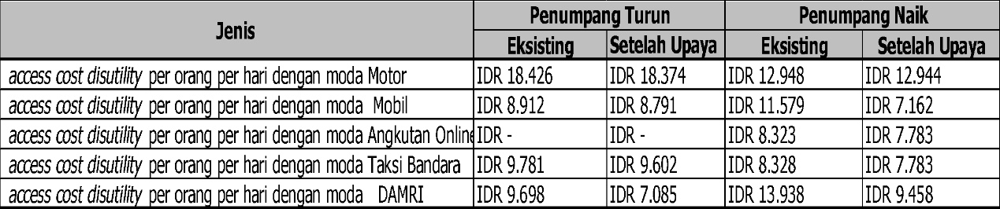 Jenis Penumpang Turun Penumpang Naik
Eksisting Setelah Upaya Eksisting Setelah Upaya
access cost disutility per orang per hari dengan moda Motor IDR 18.426 IDR 18.374 IDR 12.948 IDR 12.944
access cost disutility per orang per hari dengan moda Mobil IDR 8.912 IDR 8.791 IDR 11.579 IDR 7.162
access cost disutility per orang per hari dengan moda Angkutan Online IDR - IDR - IDR 8.323 IDR 7.783
access cost disutility per orang per hari dengan moda Taksi Bandara IDR 9.781 IDR 9.602 IDR 8.328 IDR 7.783
access cost disutility per orang per hari dengan moda DAMRI IDR 9.698 IDR 7.085 IDR 13.938 IDR 9.458